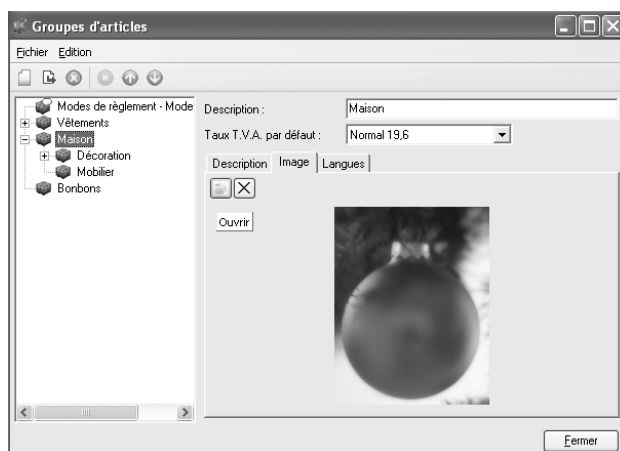 Groupes d'articles
Fichier Edition
Modes de règlement - Mode
Vêtements
Maison
Décoration
Mobilier
Bonbons
Description :
Maison
Taux T.V.A. par défaut :
Normal 19,6
Description Image Langues
Ouvrir
Fermer